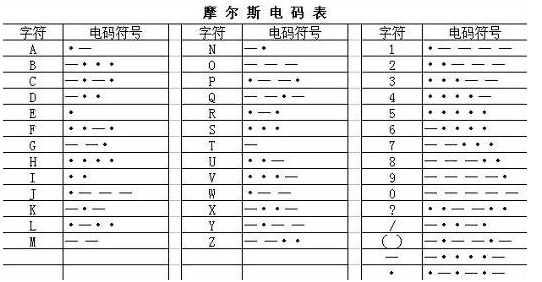 摩尔斯电码表
字符 电码符号 字符 电码符号 字符 电码符号
A ·— N —· 1 ·————
B —··· O ——— 2 ··———
C —·—· P ·——· 3 ···——
D —·· Q ——·— 4 ····—
E · R ·—· 5 ·····
F ··—· S ··· 6 —····
G ——· T — 7 ——···
H ···· U ··— 8 ———··
I ·· V ···— 9 ————·
J ·——— W ·—— 0 —————
K —·— X —··— ? ··——··
L ·—·· Y —·—— / —··—·
M —— Z ——·· () —·——·—
— —····—
· ·—·—·—